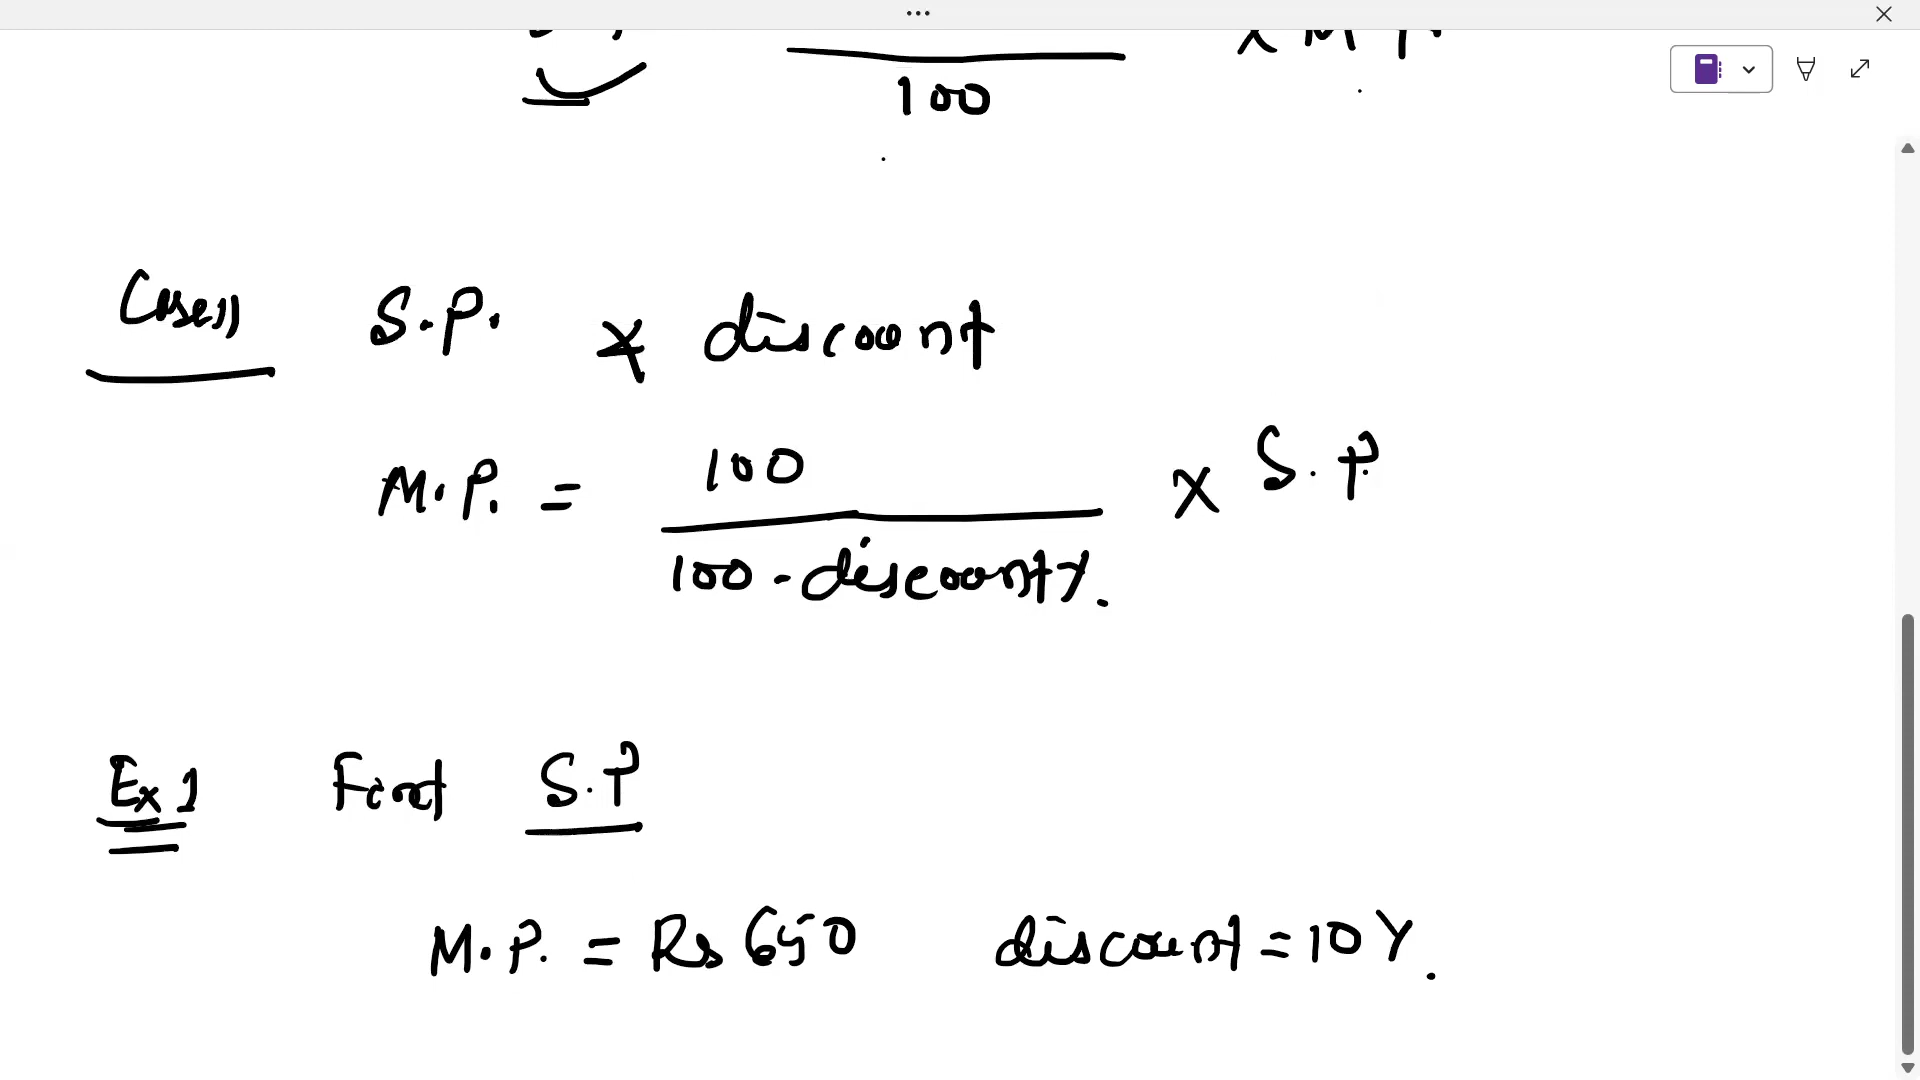 x M.P.
100
Case II S.P. & discount
M.P. = 100 / 100 - discount% x S.P
Ex 1 Find S.P
M.P. = Rs 650 discount = 10%